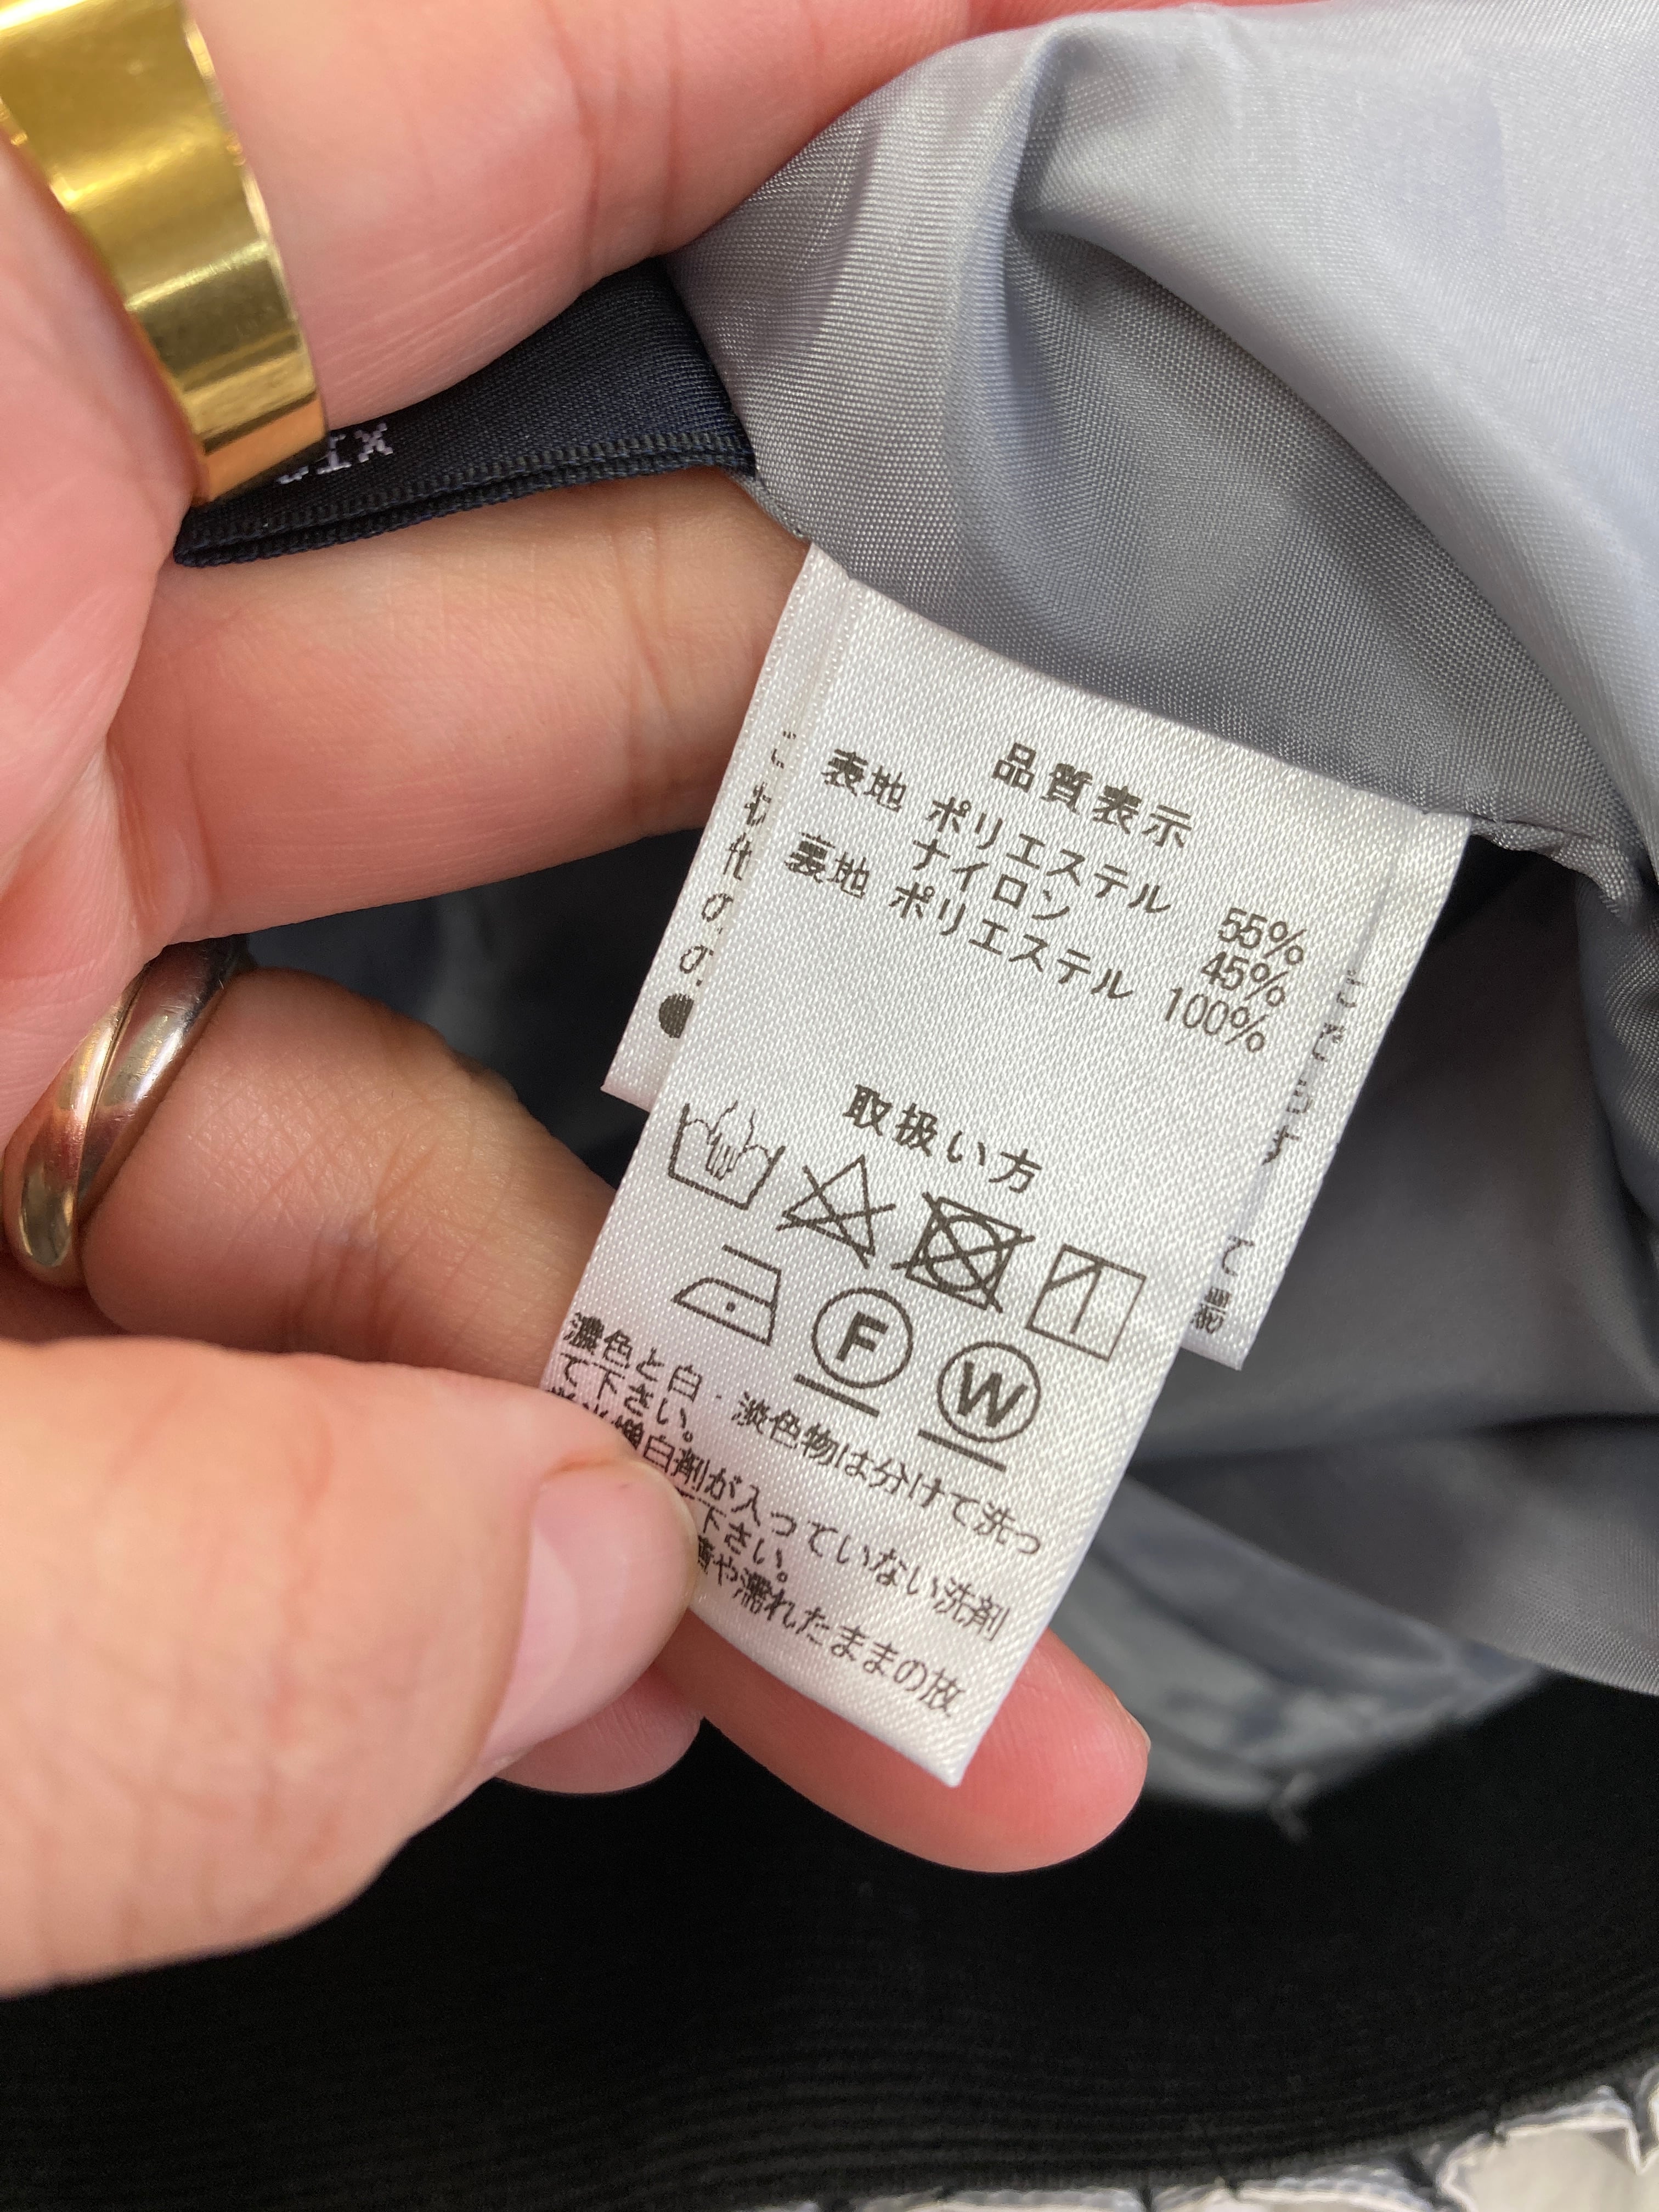 品質表示
表地 ポリエステル 55%
ナイロン 45%
裏地 ポリエステル 100%
取扱い方
F W
濃色と白・淡色物は分けて洗っ
て下さい。
増白剤が入っていない洗剤
下さい。
や濡れたままの放